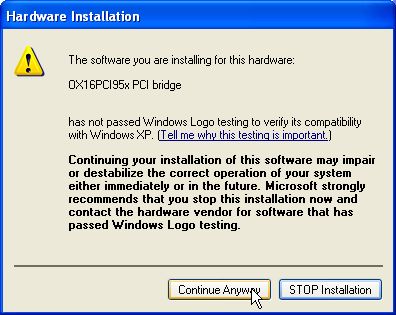 Hardware Installation
The software you are installing for this hardware:
OX16PCI95x PCI bridge
has not passed Windows Logo testing to verify its compatibility
with Windows XP. (Tell me why this testing is important.)
Continuing your installation of this software may impair
or destabilize the correct operation of your system
either immediately or in the future. Microsoft strongly
recommends that you stop this installation now and
contact the hardware vendor for software that has
passed Windows Logo testing.
Continue Anyway
STOP Installation